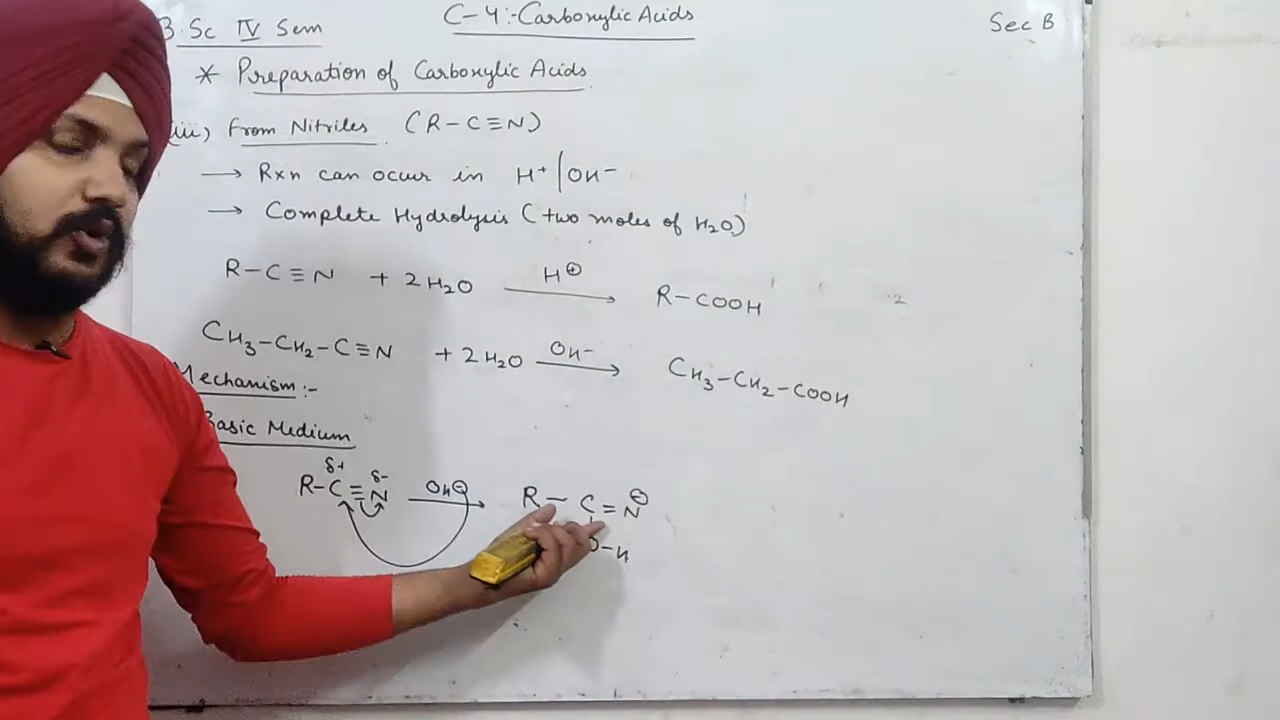 B.Sc IV Sem
C-4:- Carboxylic Acids
Sec B
* Preparation of Carboxylic Acids
(iii) From Nitriles (R-C≡N)
→ Rxn can occur in H⁺/OH⁻
→ Complete Hydrolysis (two moles of H₂O)
R-C≡N + 2H₂O H⊕ → R-COOH
CH₃-CH₂-C≡N + 2H₂O OH⁻ → CH₃-CH₂-COOH
Mechanism:-
Basic Medium
δ+ δ-
R-C≡N OH⊖ → R-C=N⊖
O-H